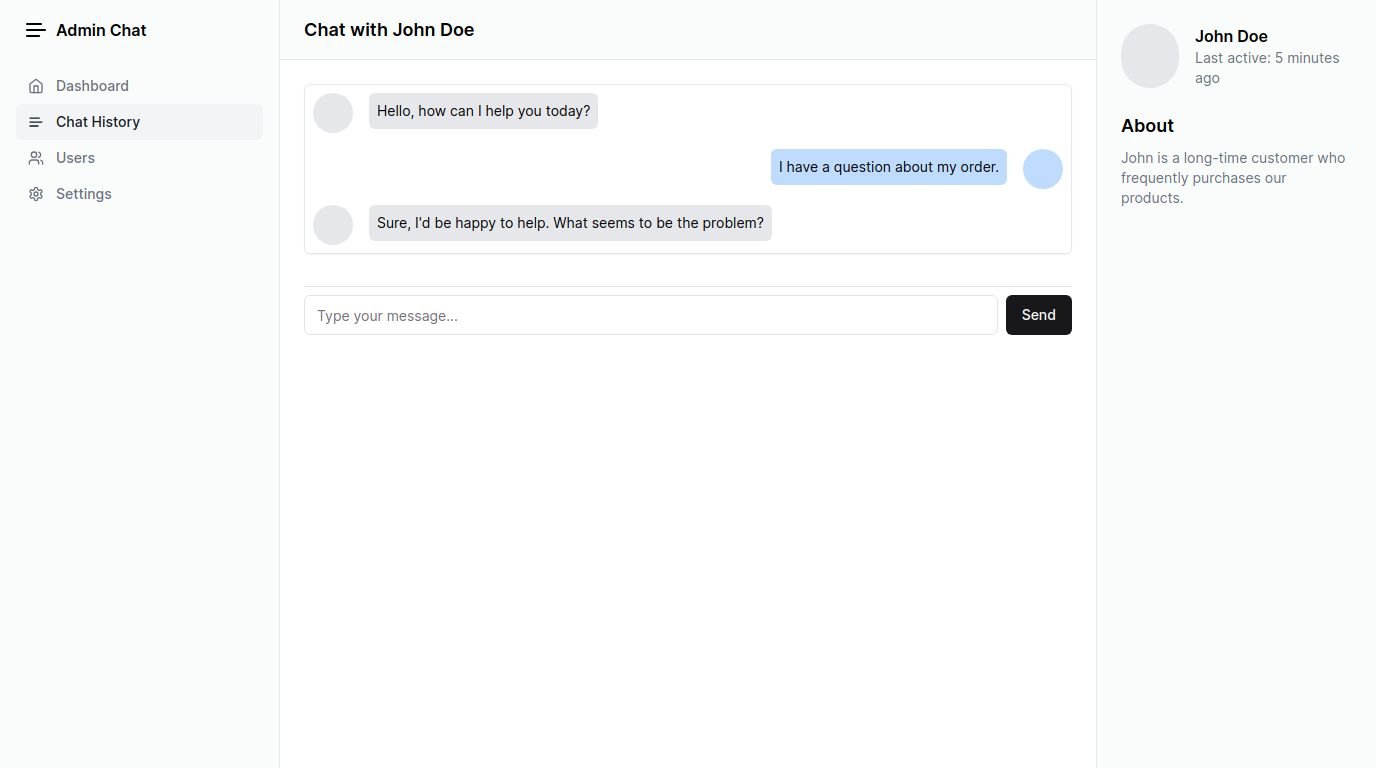 Admin Chat
Dashboard
Chat History
Users
Settings
Chat with John Doe
Hello, how can I help you today?
I have a question about my order.
Sure, I'd be happy to help. What seems to be the problem?
Type your message...
Send
John Doe
Last active: 5 minutes
ago
About
John is a long-time customer who
frequently purchases our
products.